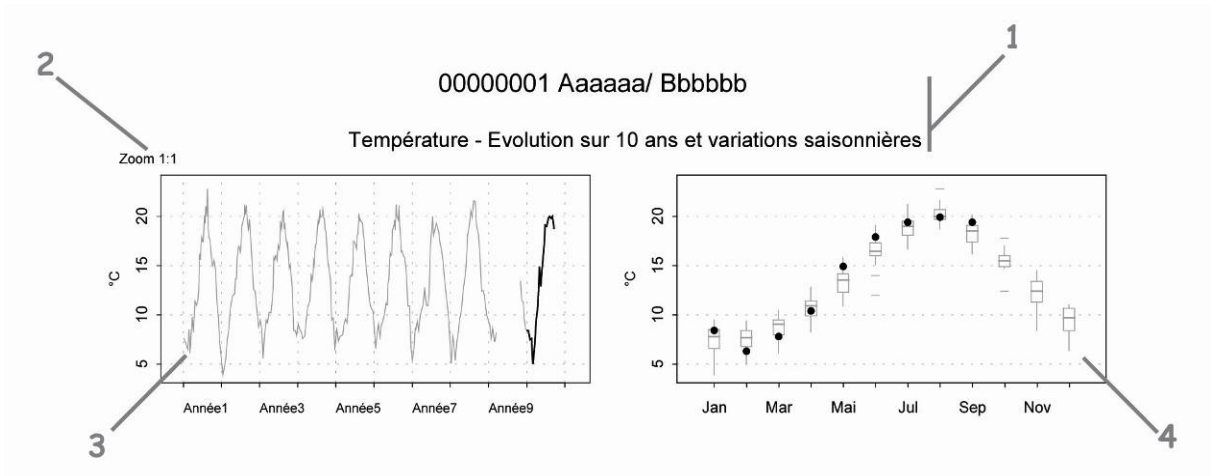 1
2
00000001 Aaaaaa/ Bbbbbb
Température - Evolution sur 10 ans et variations saisonnières
Zoom 1:1
20
15
10
5
°C
Année1 Année3 Année5 Année7 Année9
20
15
10
5
°C
Jan Mar Mai Jul Sep Nov
3
4